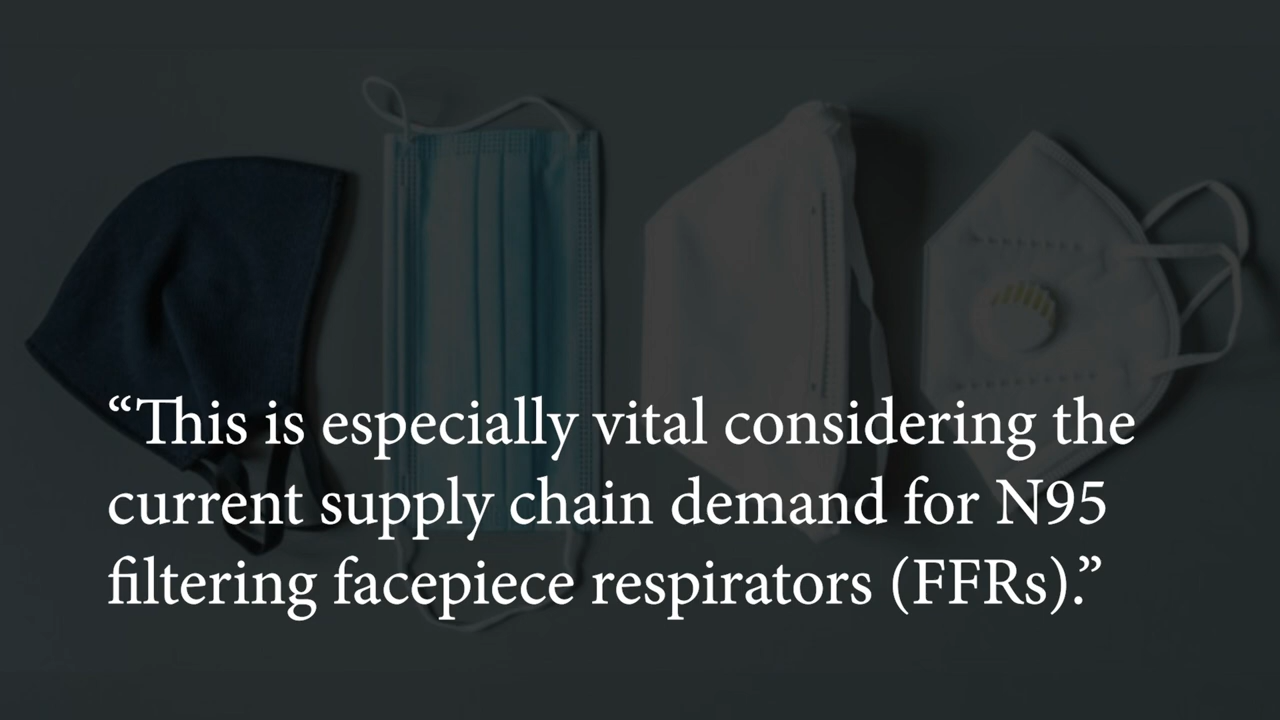 “This is especially vital considering the
current supply chain demand for N95
filtering facepiece respirators (FFRs).”